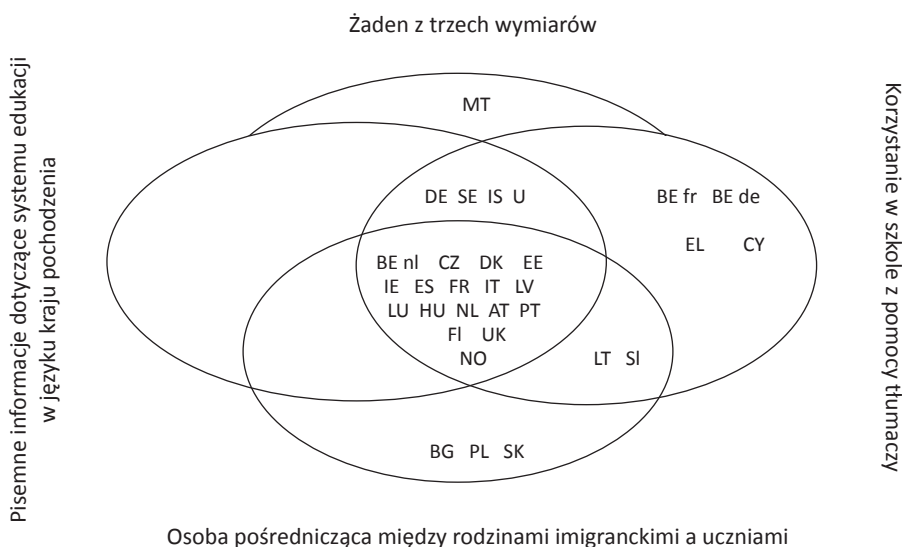 Żaden z trzech wymiarów
Pisemne informacje dotyczące systemu edukacji
w języku kraju pochodzenia
MT
DE SE IS U
BE fr BE de
EL CY
BE nl CZ DK EE
IE ES FR IT LV
LU HU NL AT PT
Fl UK
NO
LT Sl
BG PL SK
Korzystanie w szkole z pomocy tłumaczy
Osoba pośrednicząca między rodzinami imigranckimi a uczniami